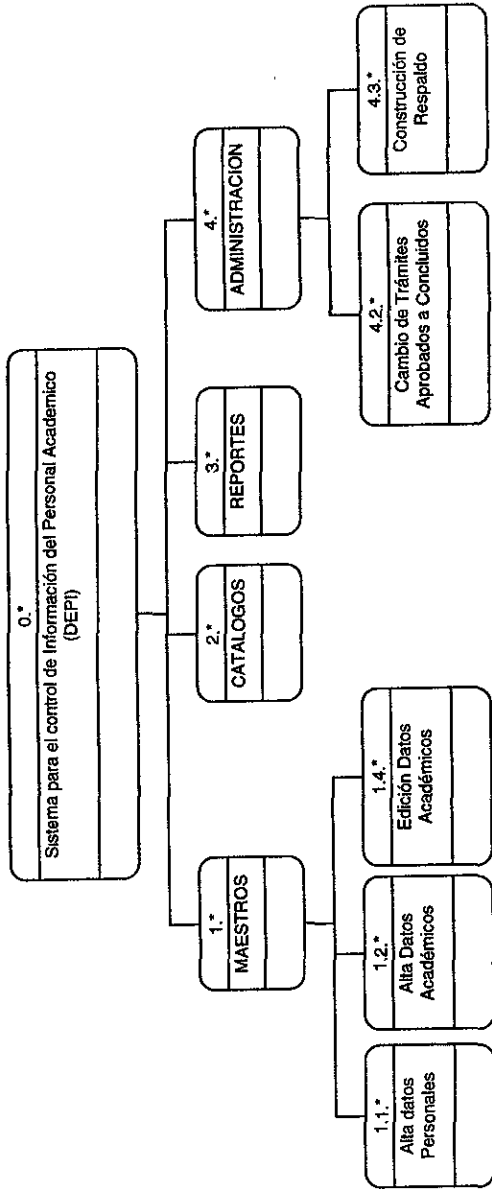 0.*
Sistema para el control de Información del Personal Academico
(DEPI)
1.*
MAESTROS
2.*
CATALOGOS
3.*
REPORTES
4.*
ADMINISTRACION
1.1.*
Alta datos
Personales
1.2.*
Alta Datos
Académicos
1.4.*
Edición Datos
Académicos
4.2.*
Cambio de Trámites
Aprobados a Concluidos
4.3.*
Construcción de
Respaldo